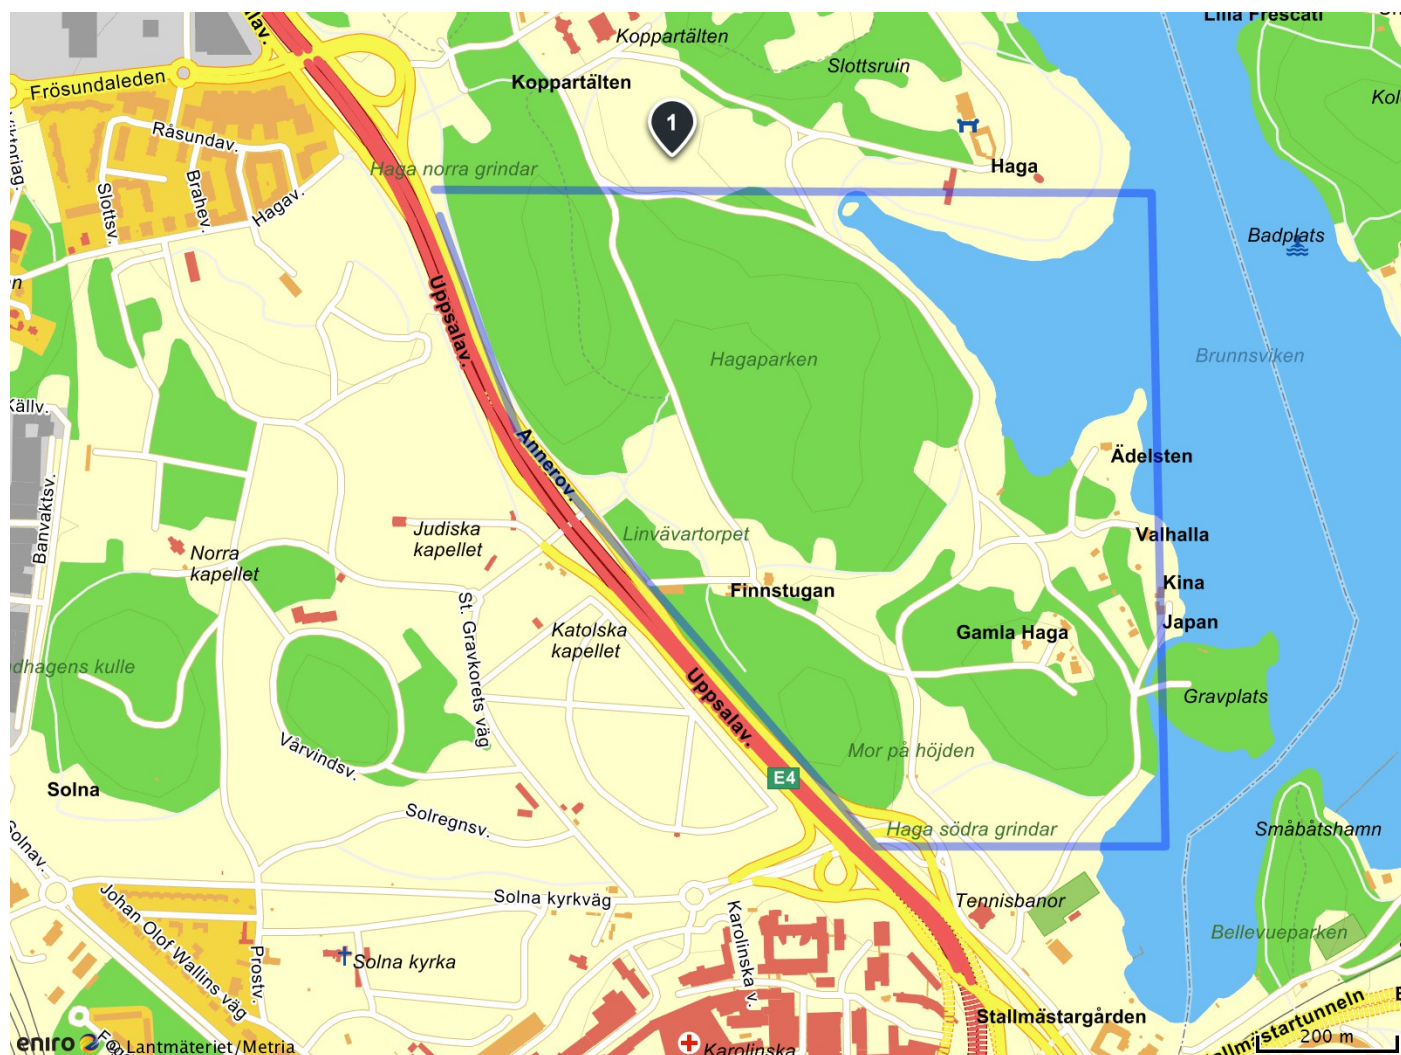 Lilla Frescati
Koppartälten
Slottsruin
Frösundaleden
Koppartälten
1
Råsundav.
Haga norra grindar
Haga
Slottsv.
Brahev.
Hagav.
Badplats
Uppsalav.
Hagaparken
Brunnsviken
Källv.
Annerov.
Ädelsten
Banvaktsv.
Judiska
kapellet
Linvävartorpet
Valhalla
Norra
kapellet
Finnstugan
Kina
Japan
St. Gravkorets väg
Katolska
kapellet
Gamla Haga
Gravplats
Uppsalav.
Vårvindsv.
Mor på höjden
E4
Solna
Solregnsv.
Haga södra grindar
Småbåtshamn
Solnav.
Solna kyrkväg
Tennisbanor
Johan Olof Wallins väg
Prostv.
Karolinska v.
Bellevueparken
Solna kyrka
Stallmästargården
eniro
Lantmäteriet/Metria
Karolinska
200 m